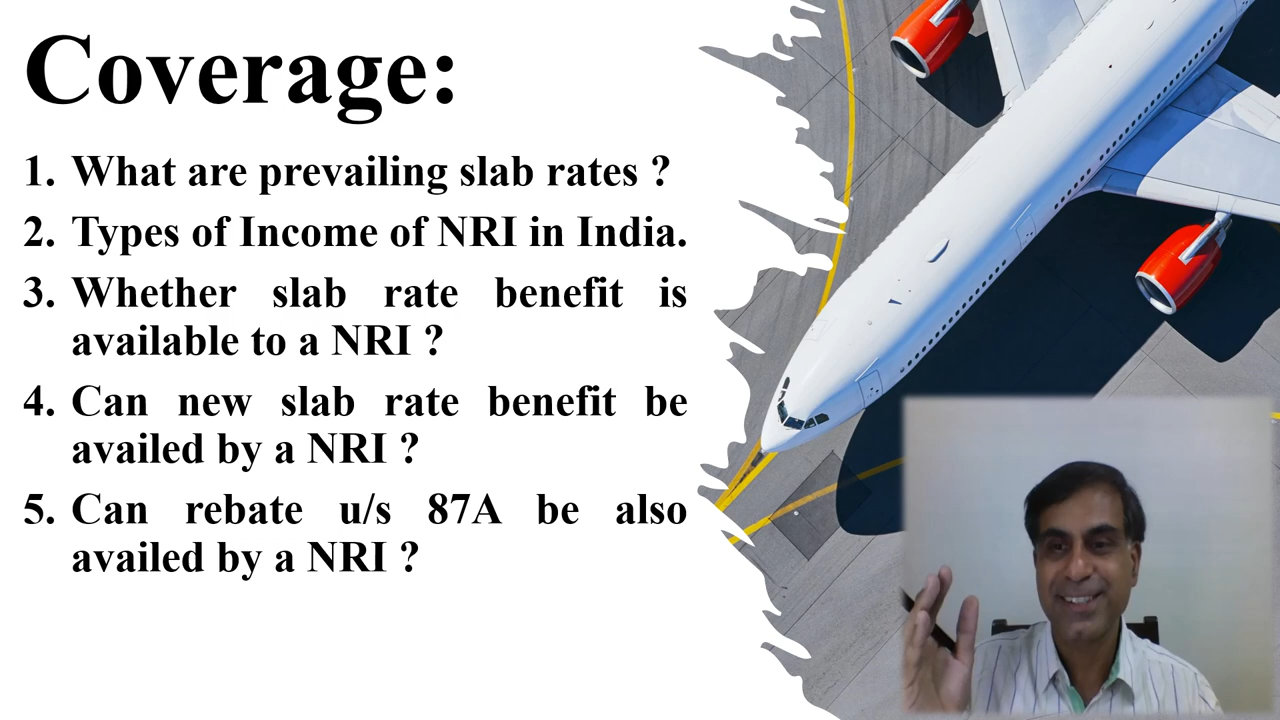 Coverage:
1. What are prevailing slab rates ?
2. Types of Income of NRI in India.
3. Whether slab rate benefit is
available to a NRI ?
4. Can new slab rate benefit be
availed by a NRI ?
5. Can rebate u/s 87A be also
availed by a NRI ?